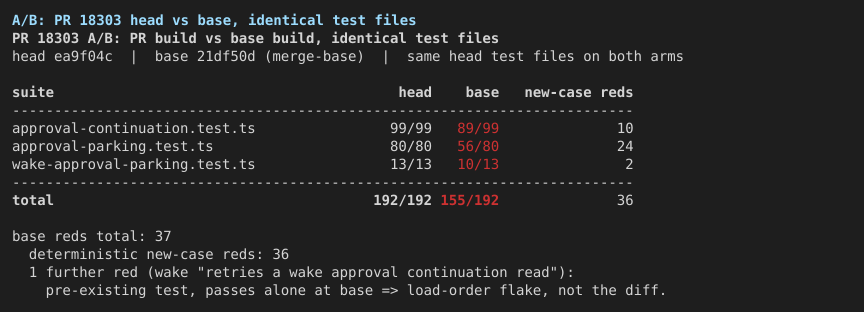 A/B: PR 18303 head vs base, identical test files
PR 18303 A/B: PR build vs base build, identical test files
head ea9f04c  |  base 21df50d (merge-base)  |  same head test files on both arms
suite head base new-case reds
---------------------------------------------------------------------------
approval-continuation.test.ts 99/99 89/99 10
approval-parking.test.ts 80/80 56/80 24
wake-approval-parking.test.ts 13/13 10/13 2
---------------------------------------------------------------------------
total 192/192 155/192 36
base reds total: 37
deterministic new-case reds: 36
1 further red (wake "retries a wake approval continuation read"):
pre-existing test, passes alone at base => load-order flake, not the diff.